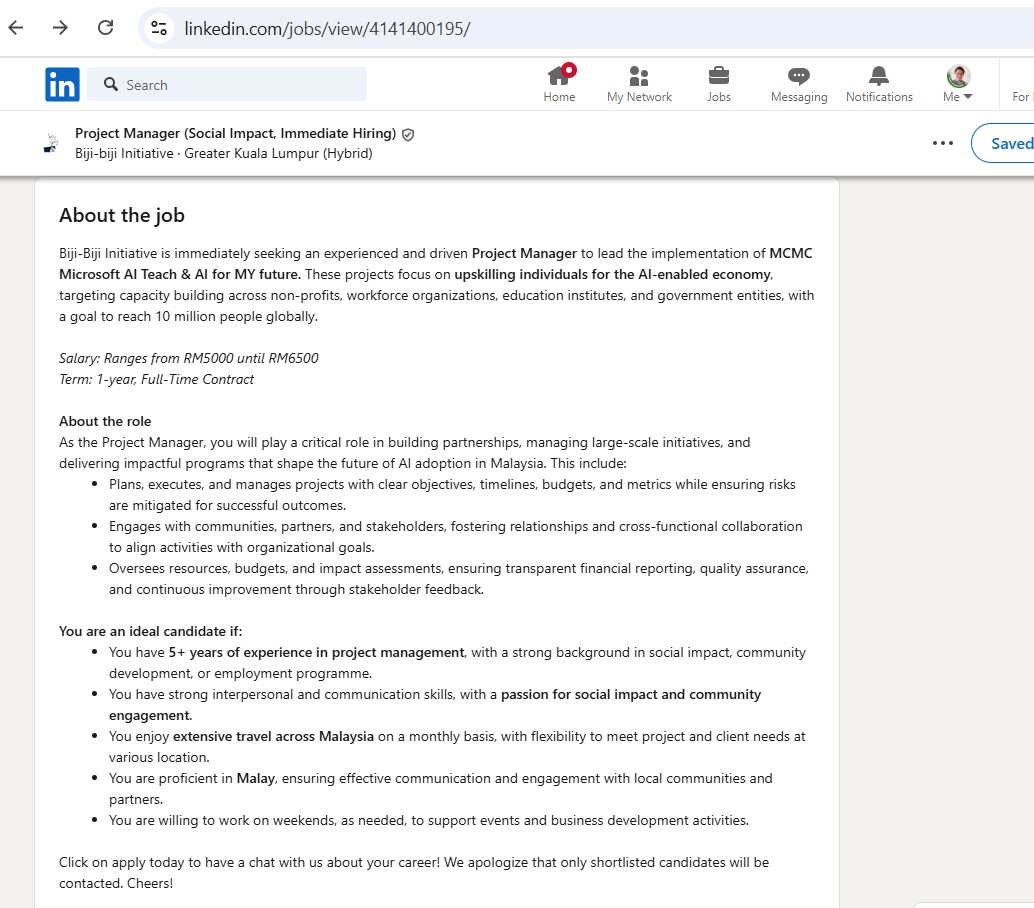 linkedin.com/jobs/view/4141400195/
in
Search
Home
My Network
Jobs
Messaging
Notifications
Me
For
Project Manager (Social Impact, Immediate Hiring)
Biji-biji Initiative · Greater Kuala Lumpur (Hybrid)
Saved
About the job
Biji-Biji Initiative is immediately seeking an experienced and driven Project Manager to lead the implementation of MCMC
Microsoft AI Teach & AI for MY future. These projects focus on upskilling individuals for the AI-enabled economy,
targeting capacity building across non-profits, workforce organizations, education institutes, and government entities, with
a goal to reach 10 million people globally.
Salary: Ranges from RM5000 until RM6500
Term: 1-year, Full-Time Contract
About the role
As the Project Manager, you will play a critical role in building partnerships, managing large-scale initiatives, and
delivering impactful programs that shape the future of AI adoption in Malaysia. This include:
• Plans, executes, and manages projects with clear objectives, timelines, budgets, and metrics while ensuring risks
are mitigated for successful outcomes.
• Engages with communities, partners, and stakeholders, fostering relationships and cross-functional collaboration
to align activities with organizational goals.
• Oversees resources, budgets, and impact assessments, ensuring transparent financial reporting, quality assurance,
and continuous improvement through stakeholder feedback.
You are an ideal candidate if:
• You have 5+ years of experience in project management, with a strong background in social impact, community
development, or employment programme.
• You have strong interpersonal and communication skills, with a passion for social impact and community
engagement.
• You enjoy extensive travel across Malaysia on a monthly basis, with flexibility to meet project and client needs at
various location.
• You are proficient in Malay, ensuring effective communication and engagement with local communities and
partners.
• You are willing to work on weekends, as needed, to support events and business development activities.
Click on apply today to have a chat with us about your career! We apologize that only shortlisted candidates will be
contacted. Cheers!